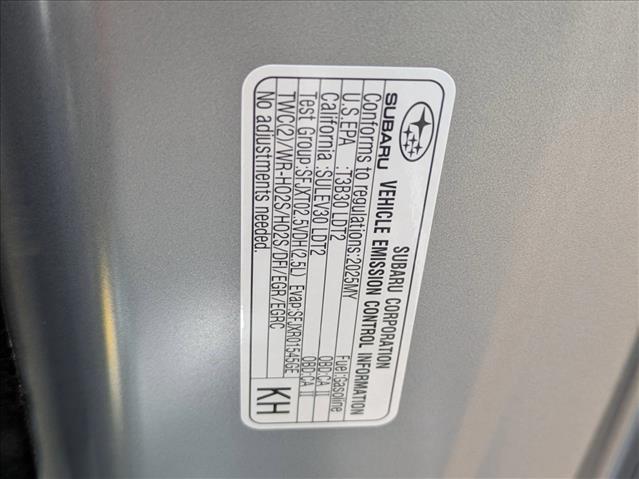 SUBARU CORPORATION
SUBARU VEHICLE EMISSION CONTROL INFORMATION
Conforms to regulations:2025MY Fuel:Gasoline
U.S.EPA :T3B30 LDT2 OBD:CA II
California :SULEV30 LDT2 OBD:CA II
Test Group:SFJXT02.5VDH(2.5L) Evap:SFJXR01545GE
TWC(2)/WR-HO2S/HO2S/DFI/EGR/EGRC
No adjustments needed.
KH